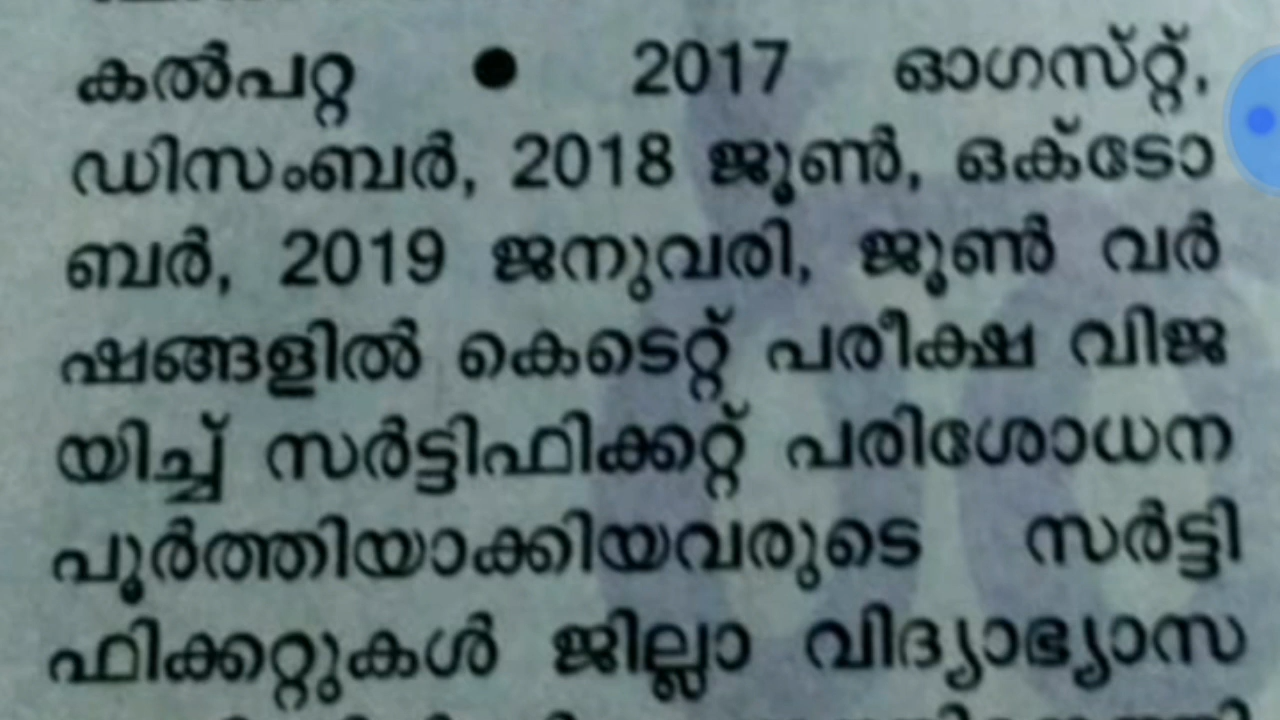 കൽപറ്റ ● 2017 ഓഗസ്റ്റ്,
ഡിസംബർ, 2018 ജൂൺ, ഒക്ടോ
ബർ, 2019 ജനുവരി, ജൂൺ വർ
ഷങ്ങളിൽ കെടെറ്റ് പരീക്ഷ വിജ
യിച്ച് സർട്ടിഫിക്കറ്റ് പരിശോധന
പൂർത്തിയാക്കിയവരുടെ സർട്ടി
ഫിക്കറ്റുകൾ ജില്ലാ വിദ്യാഭ്യാസ